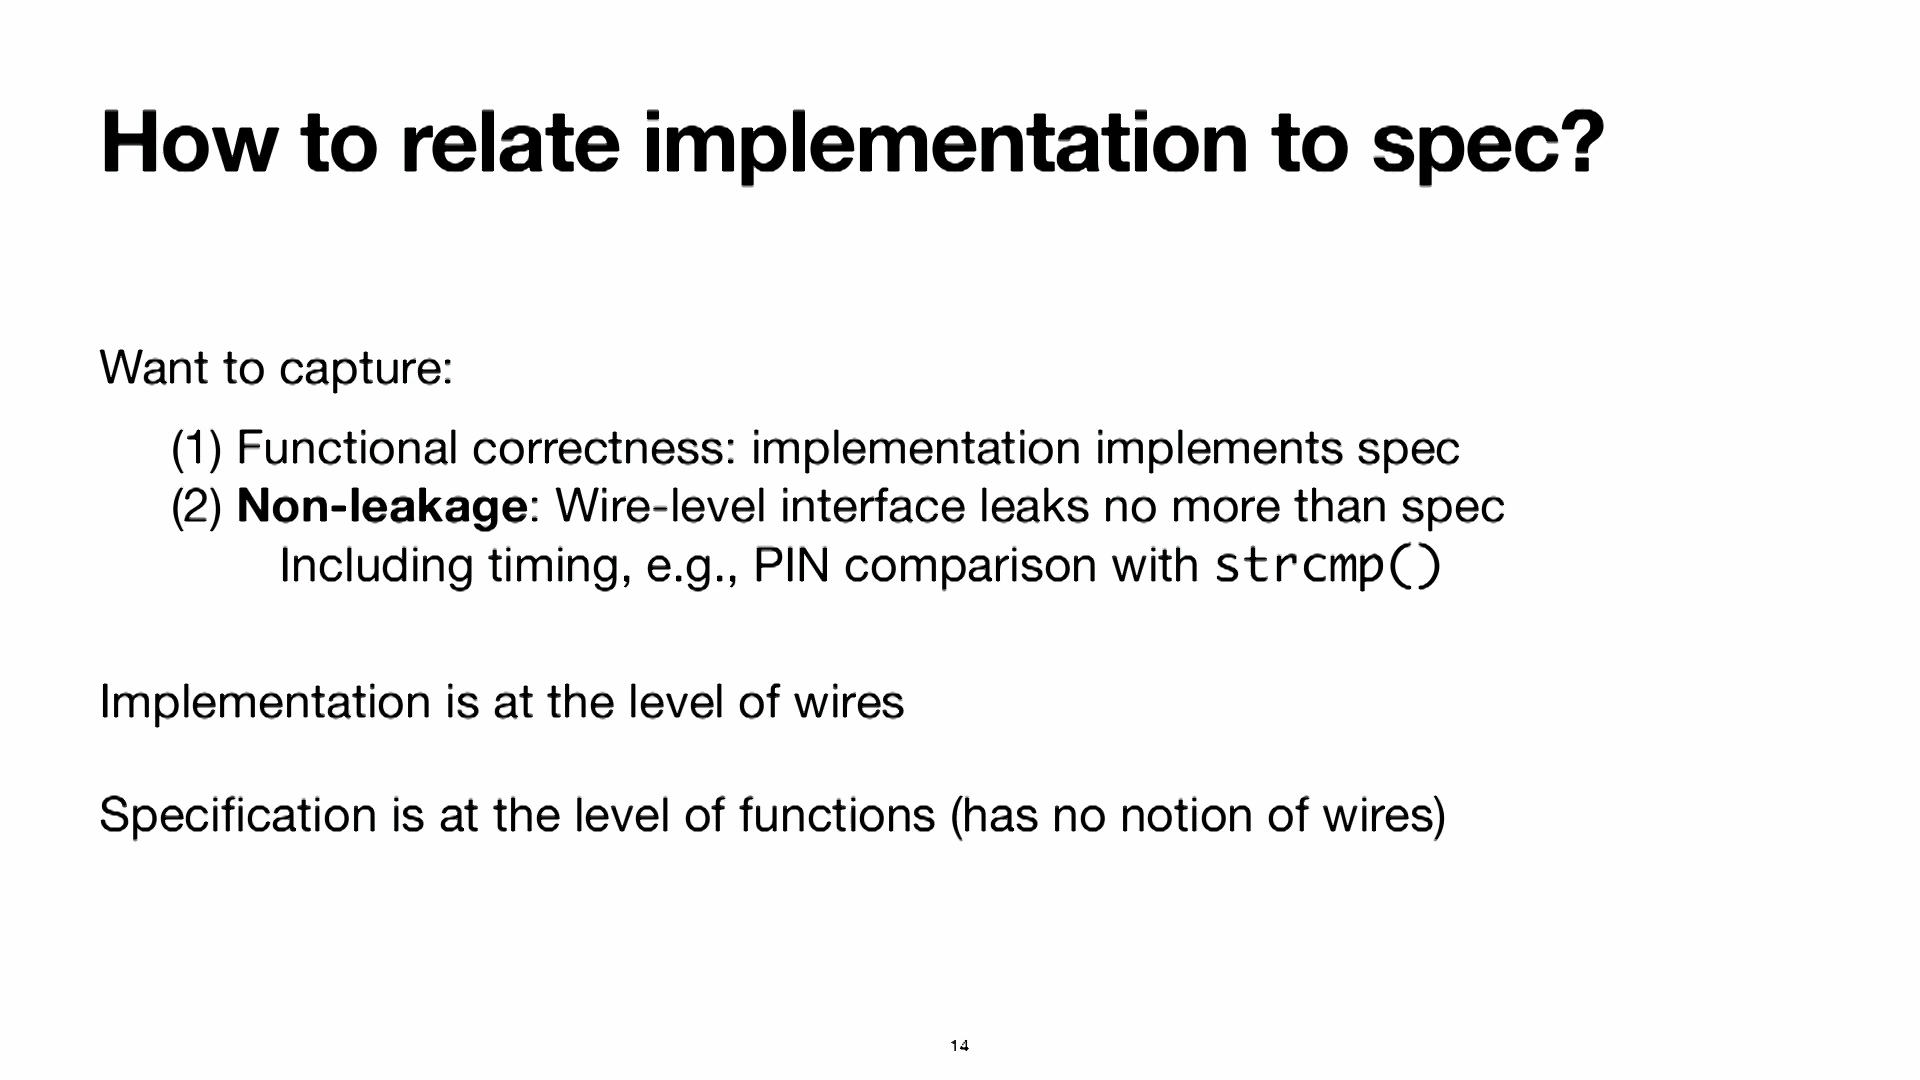 How to relate implementation to spec?
Want to capture:
(1) Functional correctness: implementation implements spec
(2) Non-leakage: Wire-level interface leaks no more than spec
Including timing, e.g., PIN comparison with strcmp()
Implementation is at the level of wires
Specification is at the level of functions (has no notion of wires)
14